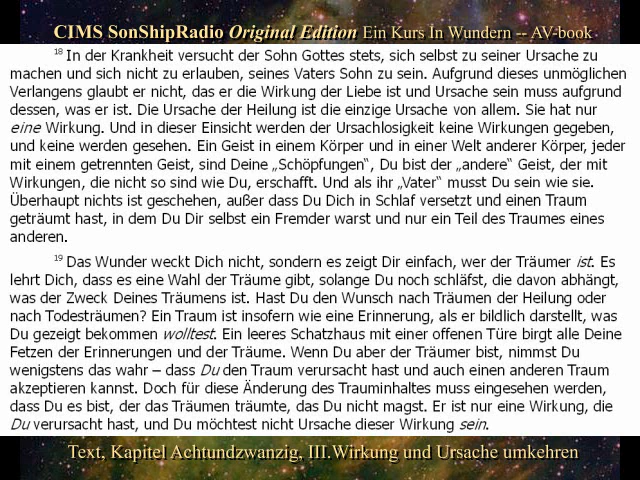 CIMS SonShipRadio Original Edition Ein Kurs In Wundern -- AV-book
18 In der Krankheit versucht der Sohn Gottes stets, sich selbst zu seiner Ursache zu
machen und sich nicht zu erlauben, seines Vaters Sohn zu sein. Aufgrund dieses unmöglichen
Verlangens glaubt er nicht, das er die Wirkung der Liebe ist und Ursache sein muss aufgrund
dessen, was er ist. Die Ursache der Heilung ist die einzige Ursache von allem. Sie hat nur
eine Wirkung. Und in dieser Einsicht werden der Ursachlosigkeit keine Wirkungen gegeben,
und keine werden gesehen. Ein Geist in einem Körper und in einer Welt anderer Körper, jeder
mit einem getrennten Geist, sind Deine „Schöpfungen“, Du bist der „andere“ Geist, der mit
Wirkungen, die nicht so sind wie Du, erschafft. Und als ihr „Vater“ musst Du sein wie sie.
Überhaupt nichts ist geschehen, außer dass Du Dich in Schlaf versetzt und einen Traum
geträumt hast, in dem Du Dir selbst ein Fremder warst und nur ein Teil des Traumes eines
anderen.
19 Das Wunder weckt Dich nicht, sondern es zeigt Dir einfach, wer der Träumer ist. Es
lehrt Dich, dass es eine Wahl der Träume gibt, solange Du noch schläfst, die davon abhängt,
was der Zweck Deines Träumens ist. Hast Du den Wunsch nach Träumen der Heilung oder
nach Todesträumen? Ein Traum ist insofern wie eine Erinnerung, als er bildlich darstellt, was
Du gezeigt bekommen wolltest. Ein leeres Schatzhaus mit einer offenen Türe birgt alle Deine
Fetzen der Erinnerungen und der Träume. Wenn Du aber der Träumer bist, nimmst Du
wenigstens das wahr – dass Du den Traum verursacht hast und auch einen anderen Traum
akzeptieren kannst. Doch für diese Änderung des Trauminhaltes muss eingesehen werden,
dass Du es bist, der das Träumen träumte, das Du nicht magst. Er ist nur eine Wirkung, die
Du verursacht hast, und Du möchtest nicht Ursache dieser Wirkung sein.
Text, Kapitel Achtundzwanzig, III.Wirkung und Ursache umkehren